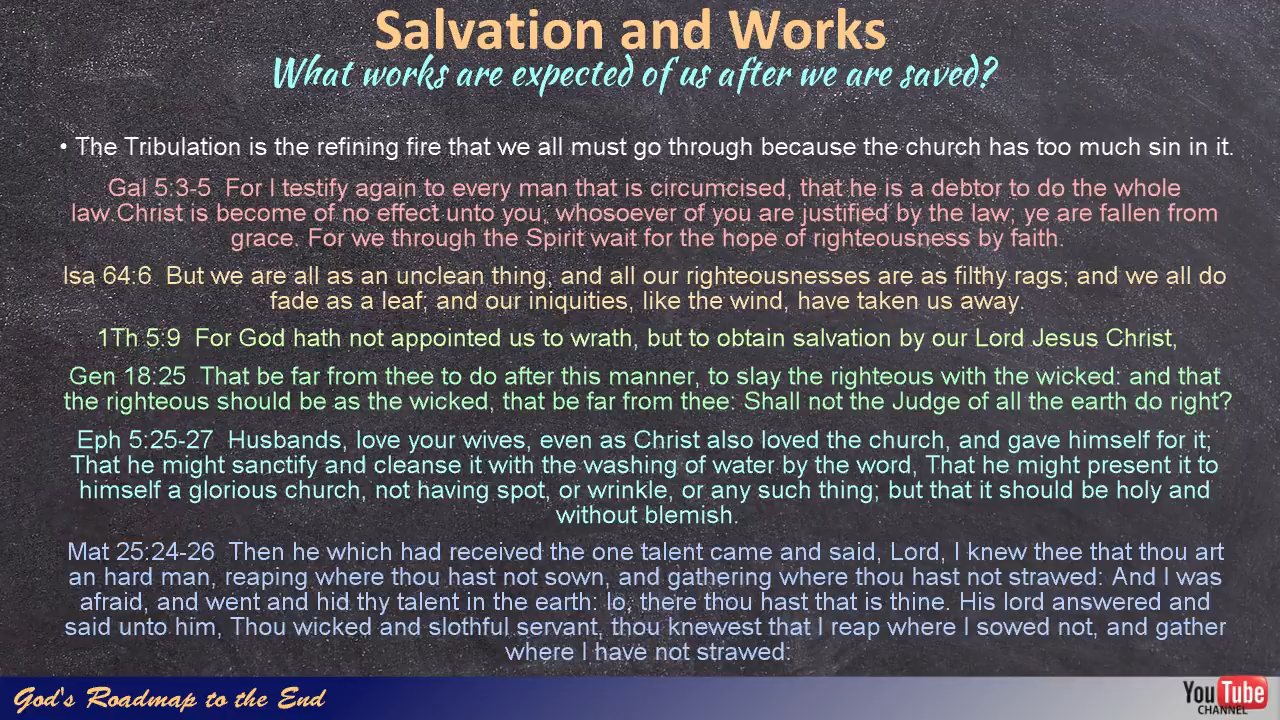 Salvation and Works
What works are expected of us after we are saved?
• The Tribulation is the refining fire that we all must go through because the church has too much sin in it.
Gal 5:3-5 For I testify again to every man that is circumcised, that he is a debtor to do the whole
law.Christ is become of no effect unto you, whosoever of you are justified by the law; ye are fallen from
grace. For we through the Spirit wait for the hope of righteousness by faith.
Isa 64:6 But we are all as an unclean thing, and all our righteousnesses are as filthy rags; and we all do
fade as a leaf; and our iniquities, like the wind, have taken us away.
1Th 5:9 For God hath not appointed us to wrath, but to obtain salvation by our Lord Jesus Christ,
Gen 18:25 That be far from thee to do after this manner, to slay the righteous with the wicked: and that
the righteous should be as the wicked, that be far from thee: Shall not the Judge of all the earth do right?
Eph 5:25-27 Husbands, love your wives, even as Christ also loved the church, and gave himself for it;
That he might sanctify and cleanse it with the washing of water by the word, That he might present it to
himself a glorious church, not having spot, or wrinkle, or any such thing; but that it should be holy and
without blemish.
Mat 25:24-26 Then he which had received the one talent came and said, Lord, I knew thee that thou art
an hard man, reaping where thou hast not sown, and gathering where thou hast not strawed: And I was
afraid, and went and hid thy talent in the earth: lo, there thou hast that is thine. His lord answered and
said unto him, Thou wicked and slothful servant, thou knewest that I reap where I sowed not, and gather
where I have not strawed:
God's Roadmap to the End
YouTube
CHANNEL